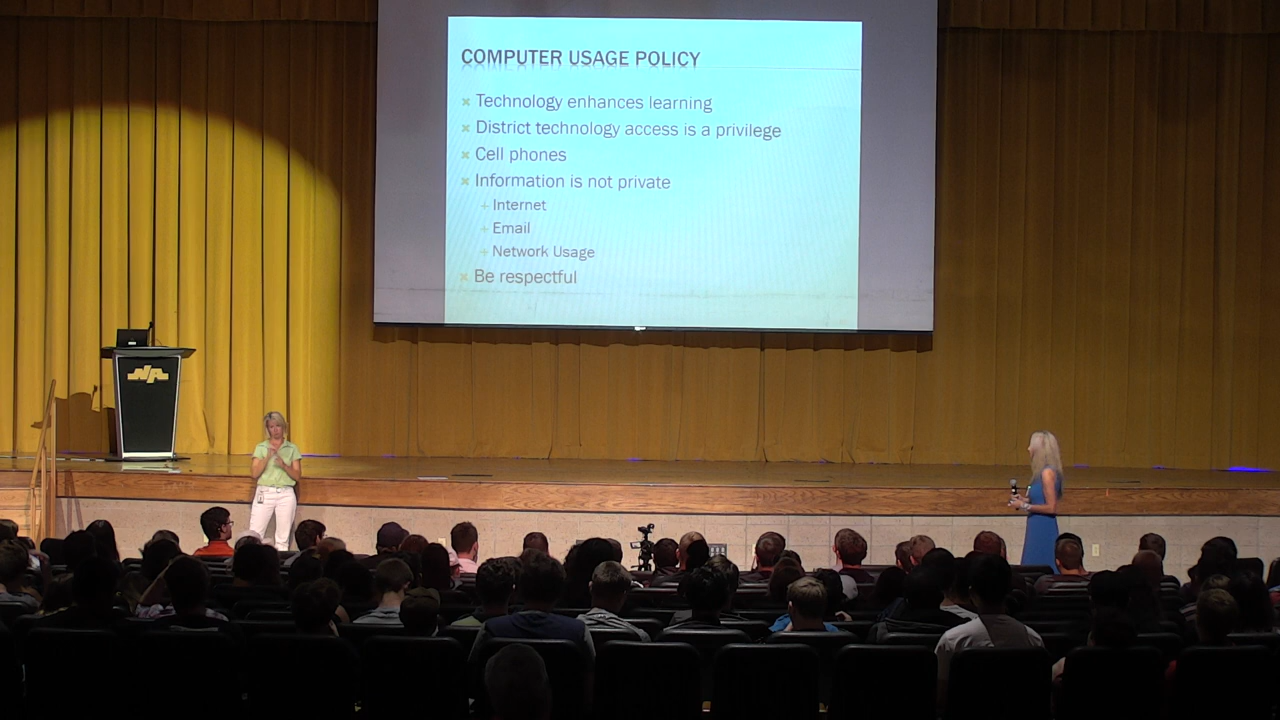 COMPUTER USAGE POLICY
Technology enhances learning
District technology access is a privilege
Cell phones
Information is not private
Internet
Email
Network Usage
Be respectful
NA